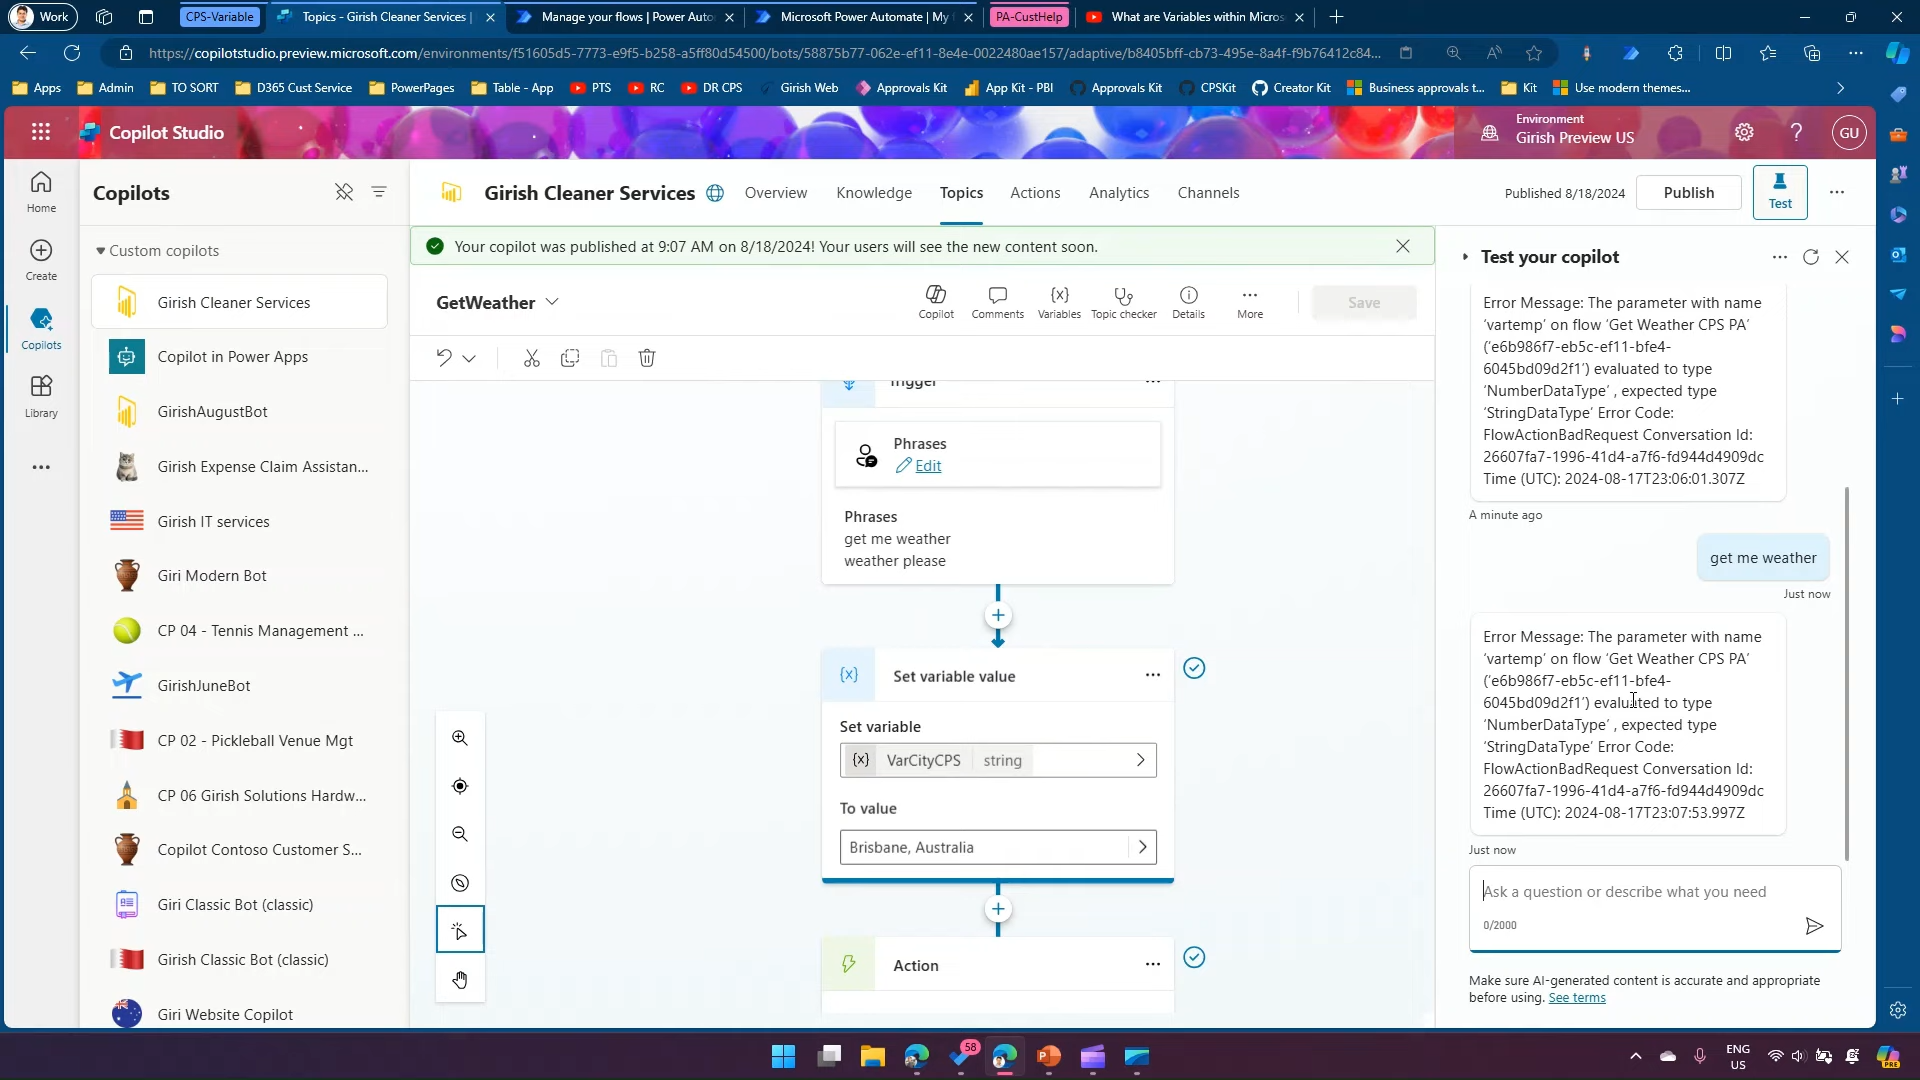 Work
CPS-Variable
Topics - Girish Cleaner Services |
Manage your flows | Power Auto
Microsoft Power Automate | My f
PA-CustHelp
What are Variables within Micros
https://copilotstudio.preview.microsoft.com/environments/f51605d5-7773-e9f5-b258-a5ff80d54500/bots/58875b77-062e-ef11-8e4e-0022480ae157/adaptive/b8405bff-cb73-495e-8a4f-f9b76412c84...
Apps
Admin
TO SORT
D365 Cust Service
PowerPages
Table - App
PTS
RC
DR CPS
Girish Web
Approvals Kit
App Kit - PBI
Approvals Kit
CPSKit
Creator Kit
Business approvals t...
Kit
Use modern themes...
Copilot Studio
Environment
Girish Preview US
GU
Home
Create
Copilots
Library
Copilots
Custom copilots
Girish Cleaner Services
Copilot in Power Apps
GirishAugustBot
Girish Expense Claim Assistan...
Girish IT services
Giri Modern Bot
CP 04 - Tennis Management ...
GirishJuneBot
CP 02 - Pickleball Venue Mgt
CP 06 Girish Solutions Hardw...
Copilot Contoso Customer S...
Giri Classic Bot (classic)
Girish Classic Bot (classic)
Giri Website Copilot
Girish Cleaner Services
Overview
Knowledge
Topics
Actions
Analytics
Channels
Published 8/18/2024
Publish
Test
Your copilot was published at 9:07 AM on 8/18/2024! Your users will see the new content soon.
GetWeather
Copilot
Comments
Variables
Topic checker
Details
More
Save
Trigger
Phrases
Edit
Phrases
get me weather
weather please
Set variable value
Set variable
{x} VarCityCPS string
To value
Brisbane, Australia
Action
Test your copilot
Error Message: The parameter with name
'vartemp' on flow 'Get Weather CPS PA'
('e6b986f7-eb5c-ef11-bfe4-
6045bd09d2f1') evaluated to type
'NumberDataType' , expected type
'StringDataType' Error Code:
FlowActionBadRequest Conversation Id:
26607fa7-1996-41d4-a7f6-fd944d4909dc
Time (UTC): 2024-08-17T23:06:01.307Z
A minute ago
get me weather
Just now
Error Message: The parameter with name
'vartemp' on flow 'Get Weather CPS PA'
('e6b986f7-eb5c-ef11-bfe4-
6045bd09d2f1') evaluated to type
'NumberDataType' , expected type
'StringDataType' Error Code:
FlowActionBadRequest Conversation Id:
26607fa7-1996-41d4-a7f6-fd944d4909dc
Time (UTC): 2024-08-17T23:07:53.997Z
Just now
Ask a question or describe what you need
0/2000
Make sure AI-generated content is accurate and appropriate
before using. See terms
58
ENG
US
PRE